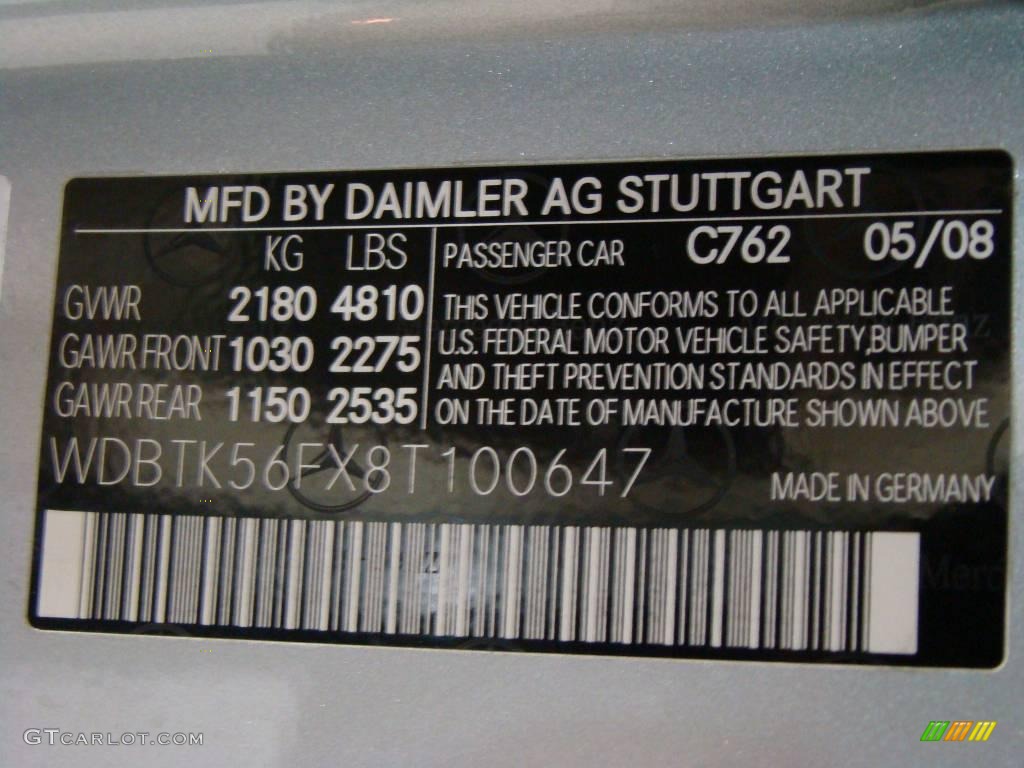 MFD BY DAIMLER AG STUTTGART
KG LBS
GVWR 2180 4810
GAWR FRONT 1030 2275
GAWR REAR 1150 2535
PASSENGER CAR C762 05/08
THIS VEHICLE CONFORMS TO ALL APPLICABLE
U.S. FEDERAL MOTOR VEHICLE SAFETY,BUMPER
AND THEFT PREVENTION STANDARDS IN EFFECT
ON THE DATE OF MANUFACTURE SHOWN ABOVE
WDBTK56FX8T100647
MADE IN GERMANY
GTCARLOT.COM